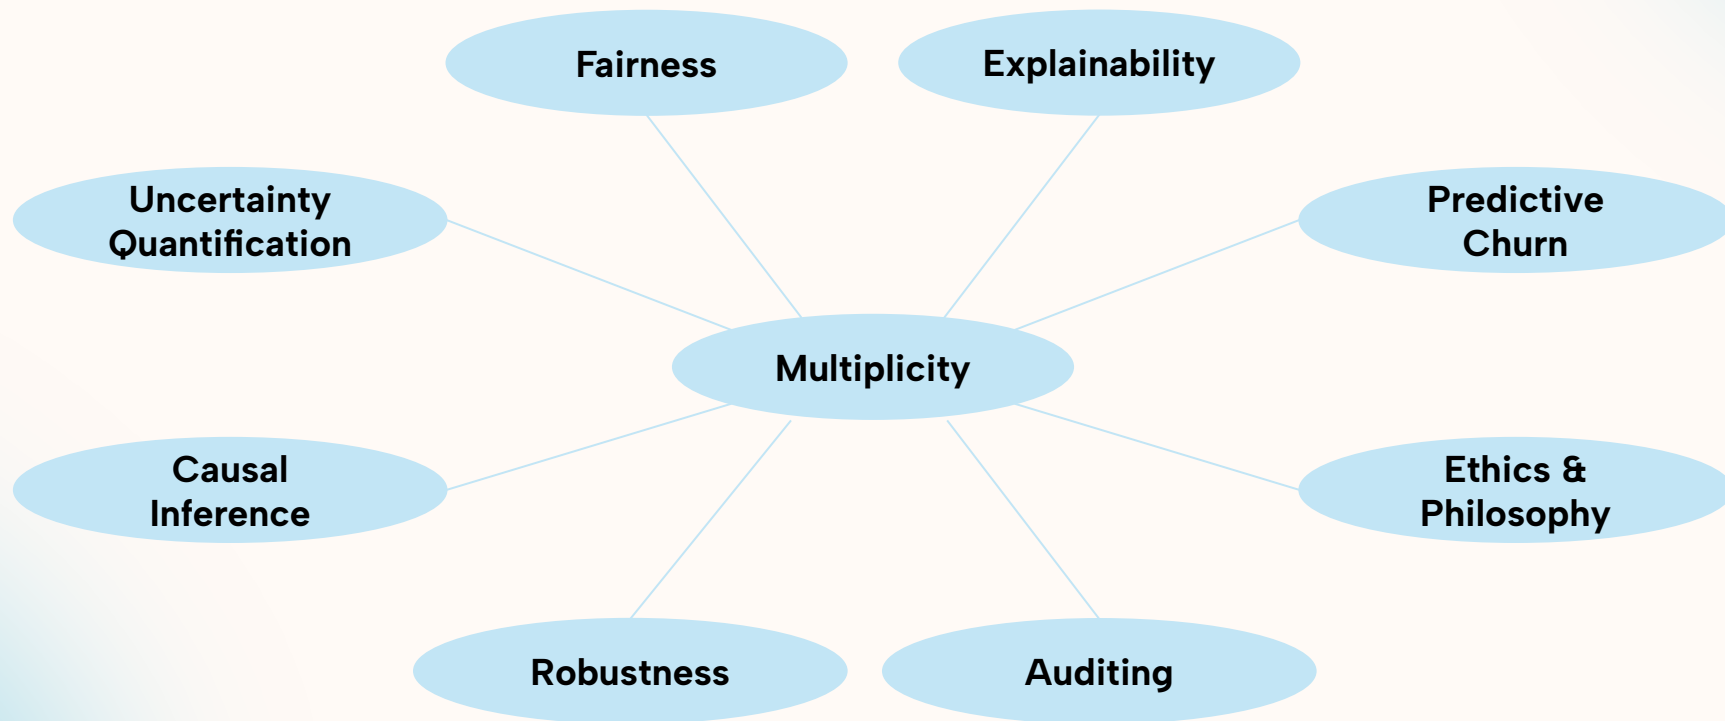 Fairness
Explainability
Uncertainty
Quantification
Predictive
Churn
Multiplicity
Causal
Inference
Ethics &
Philosophy
Robustness
Auditing